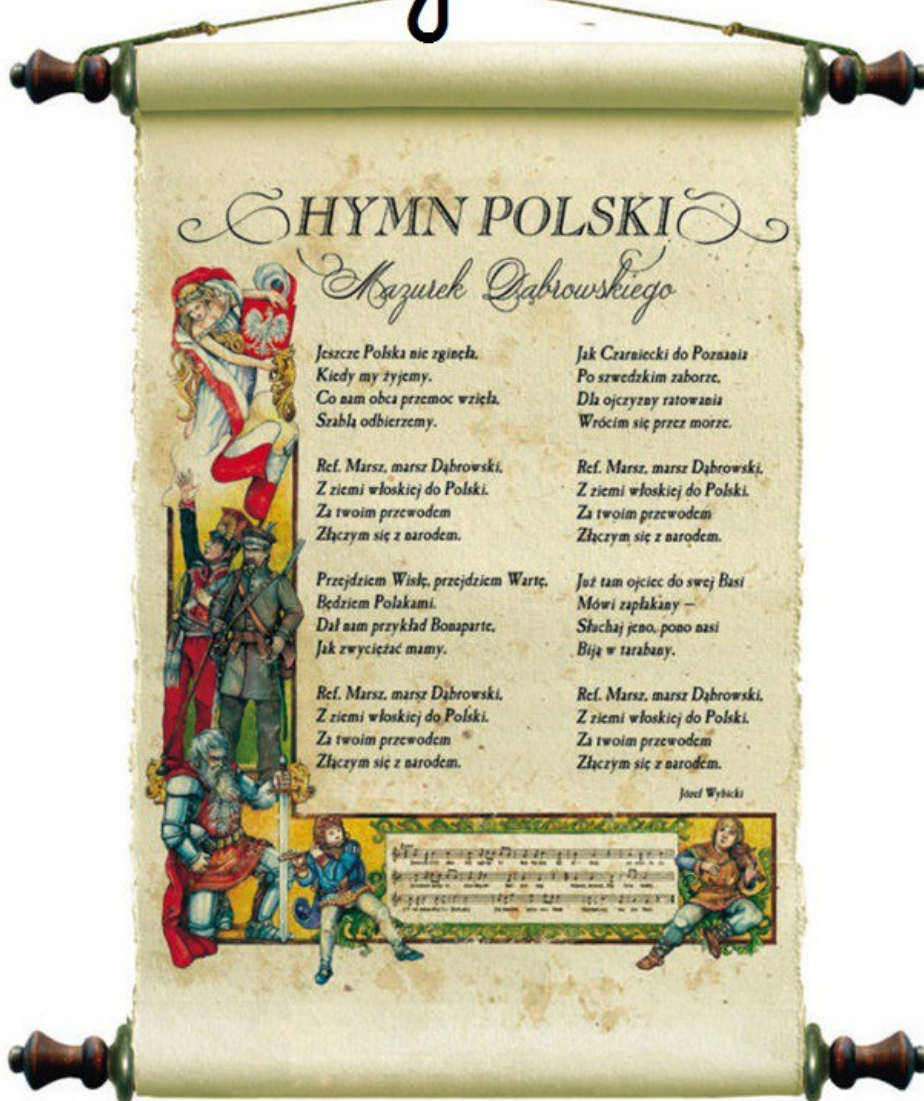 HYMN POLSKI
Mazurek Dąbrowskiego
Jeszcze Polska nie zginęła,
Kiedy my żyjemy.
Co nam obca przemoc wzięła,
Szablą odbierzemy.
Ref. Marsz, marsz Dąbrowski,
Z ziemi włoskiej do Polski.
Za twoim przewodem
Złączym się z narodem.
Przejdziem Wisłę, przejdziem Wartę,
Będziem Polakami.
Dał nam przykład Bonaparte,
Jak zwyciężać mamy.
Ref. Marsz, marsz Dąbrowski,
Z ziemi włoskiej do Polski.
Za twoim przewodem
Złączym się z narodem.
Jak Czarniecki do Poznania
Po szwedzkim zaborze,
Dla ojczyzny ratowania
Wrócim się przez morze.
Ref. Marsz, marsz Dąbrowski,
Z ziemi włoskiej do Polski.
Za twoim przewodem
Złączym się z narodem.
Już tam ojciec do swej Basi
Mówi zapłakany –
Słuchaj jeno, pono nasi
Biją w tarabany.
Ref. Marsz, marsz Dąbrowski,
Z ziemi włoskiej do Polski.
Za twoim przewodem
Złączym się z narodem.
Józef Wybicki